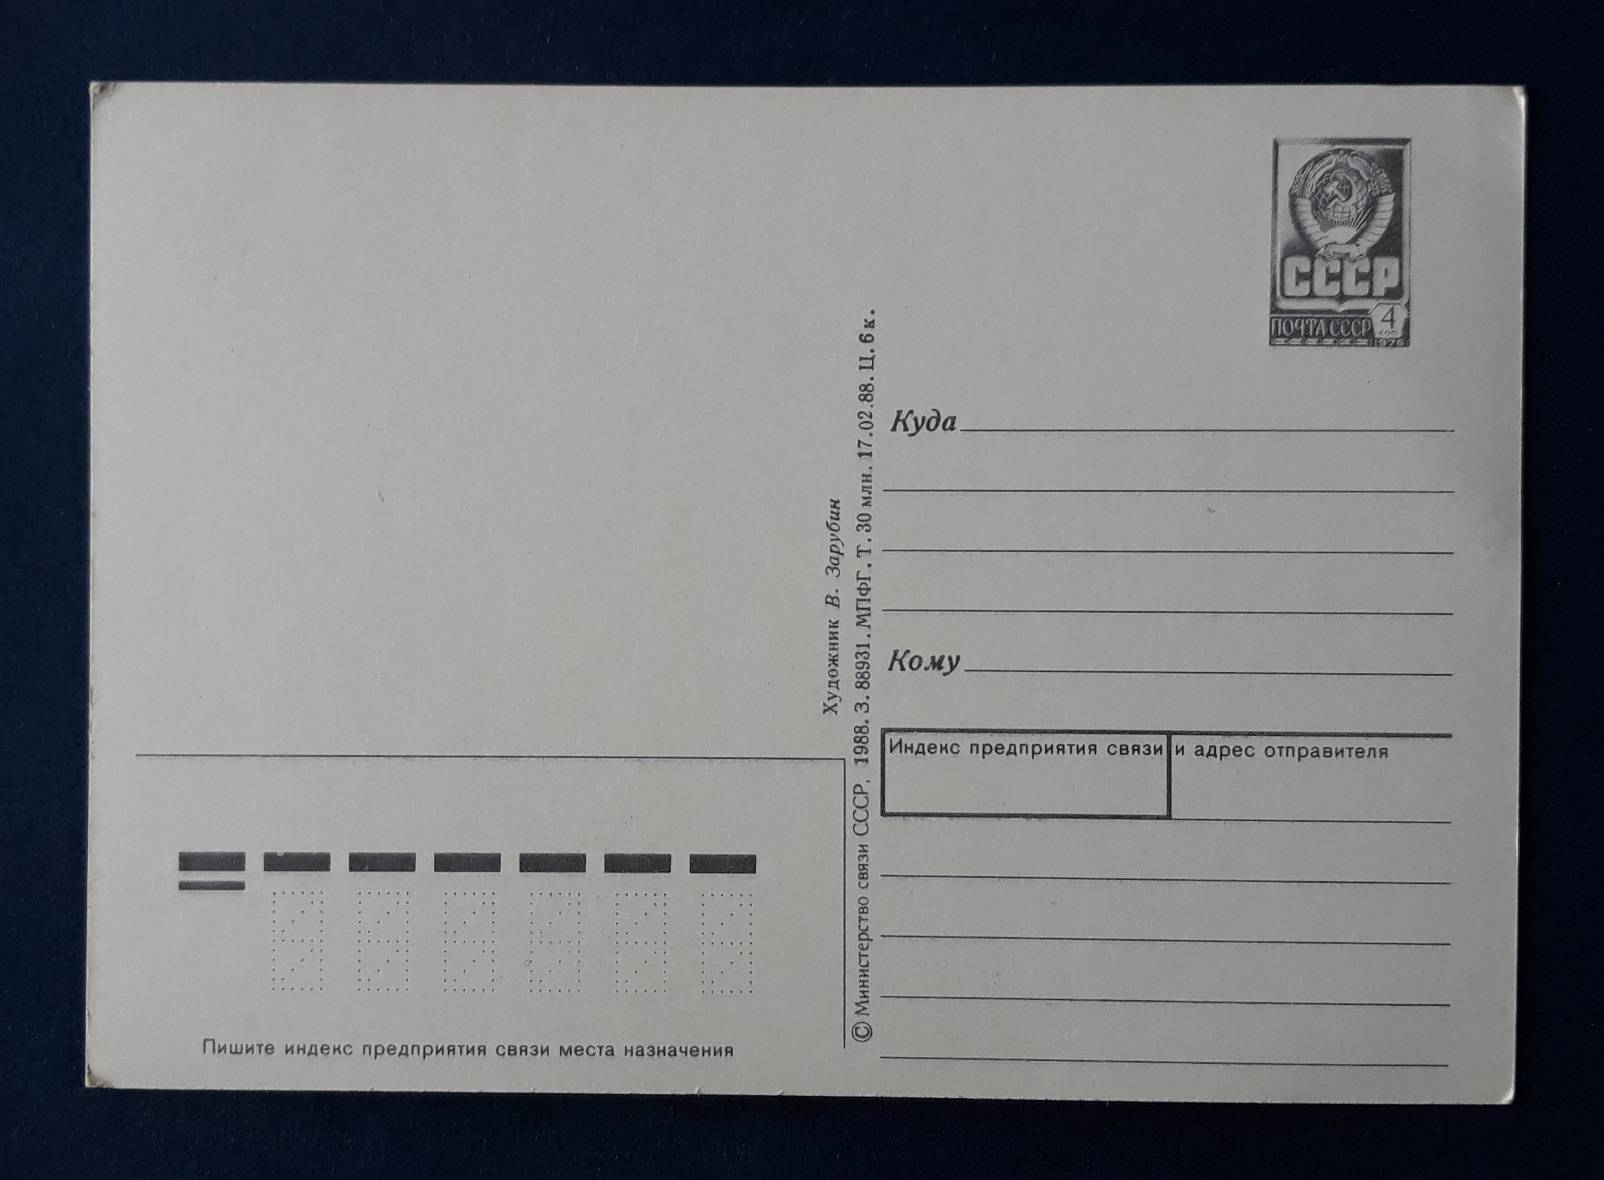 СССР
ПОЧТА СССР 4
коп
1976
Куда
Кому
Индекс предприятия связи и адрес отправителя
Художник В. Зарубин
© Министерство связи СССР, 1988. З. 88931. МПФГ. Т. 30 млн. 17.02.88. Ц. 6 к.
Пишите индекс предприятия связи места назначения